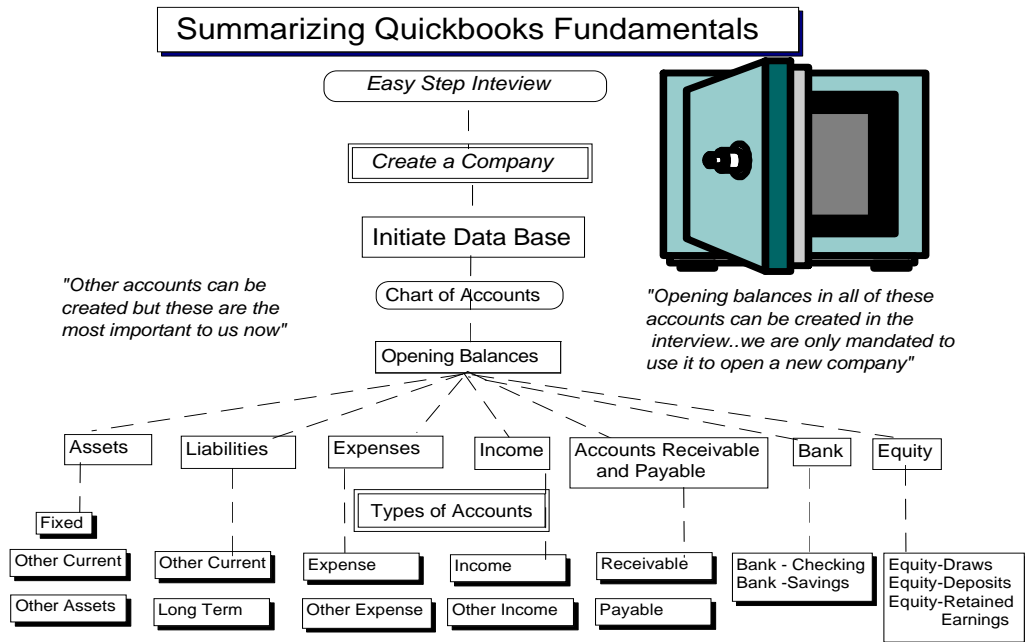 Summarizing Quickbooks Fundamentals
Easy Step Inteview
Create a Company
Initiate Data Base
"Other accounts can be
created but these are the
most important to us now"
Chart of Accounts
"Opening balances in all of these
accounts can be created in the
interview..we are only mandated to
use it to open a new company"
Opening Balances
Assets
Liabilities
Expenses
Income
Accounts Receivable
and Payable
Bank
Equity
Types of Accounts
Fixed
Other Current
Other Assets
Other Current
Long Term
Expense
Other Expense
Income
Other Income
Receivable
Payable
Bank - Checking
Bank -Savings
Equity-Draws
Equity-Deposits
Equity-Retained
Earnings